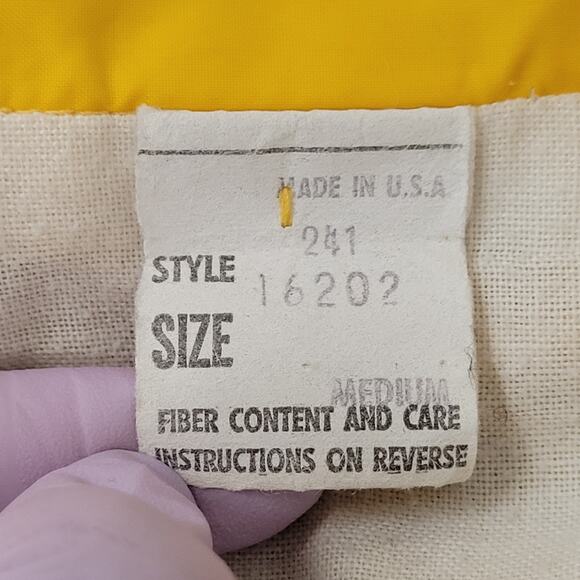 MADE IN U.S.A
241
STYLE 16202
SIZE
MEDIUM
FIBER CONTENT AND CARE
INSTRUCTIONS ON REVERSE